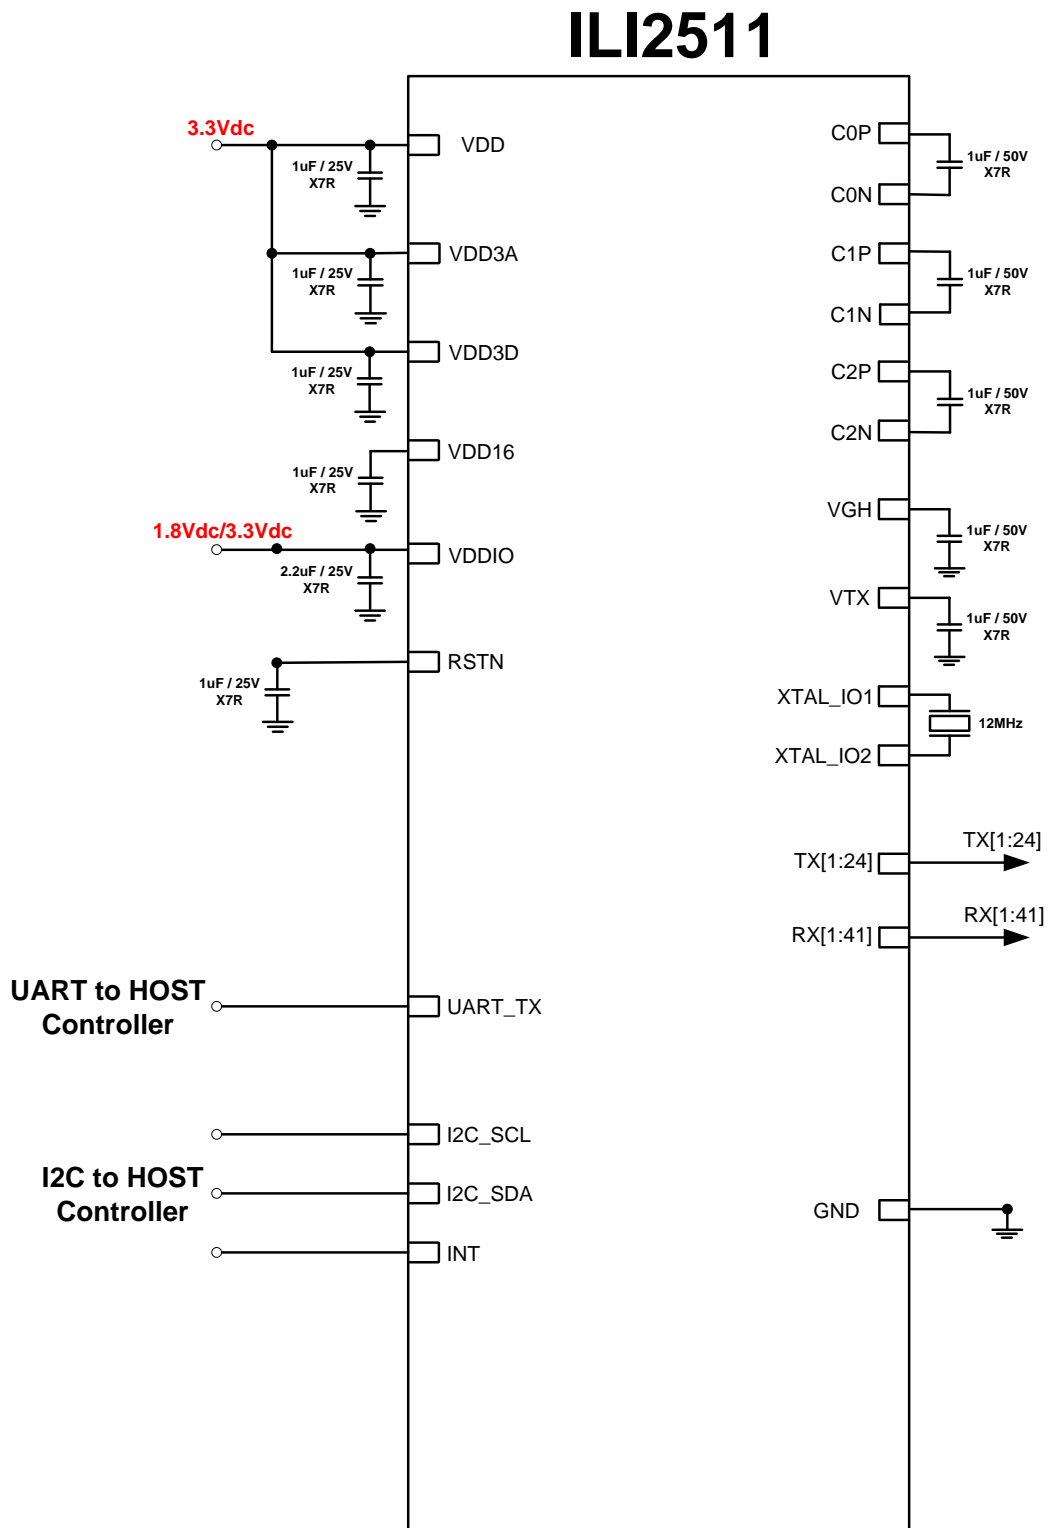 ILI2511
3.3Vdc
VDD
1uF / 25V
X7R
VDD3A
1uF / 25V
X7R
VDD3D
1uF / 25V
X7R
VDD16
1uF / 25V
X7R
1.8Vdc/3.3Vdc
VDDIO
2.2uF / 25V
X7R
RSTN
1uF / 25V
X7R
UART to HOST
Controller
UART_TX
I2C_SCL
I2C to HOST
Controller
I2C_SDA
INT
C0P
1uF / 50V
X7R
C0N
C1P
1uF / 50V
X7R
C1N
C2P
1uF / 50V
X7R
C2N
VGH
1uF / 50V
X7R
VTX
1uF / 50V
X7R
XTAL_IO1
12MHz
XTAL_IO2
TX[1:24]
TX[1:24]
RX[1:41]
RX[1:41]
GND